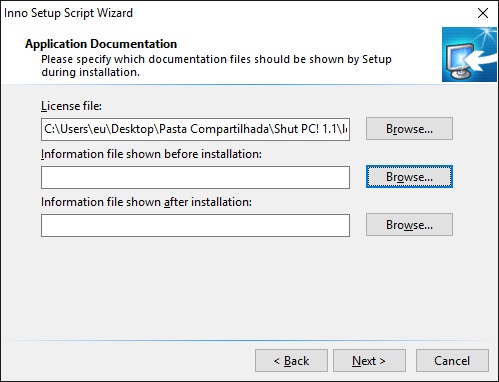 Inno Setup Script Wizard
Application Documentation
Please specify which documentation files should be shown by Setup
during installation.
License file:
C:\Users\eu\Desktop\Pasta Compartilhada\Shut PC! 1.1\
Browse...
Information file shown before installation:
Browse...
Information file shown after installation:
Browse...
< Back
Next >
Cancel